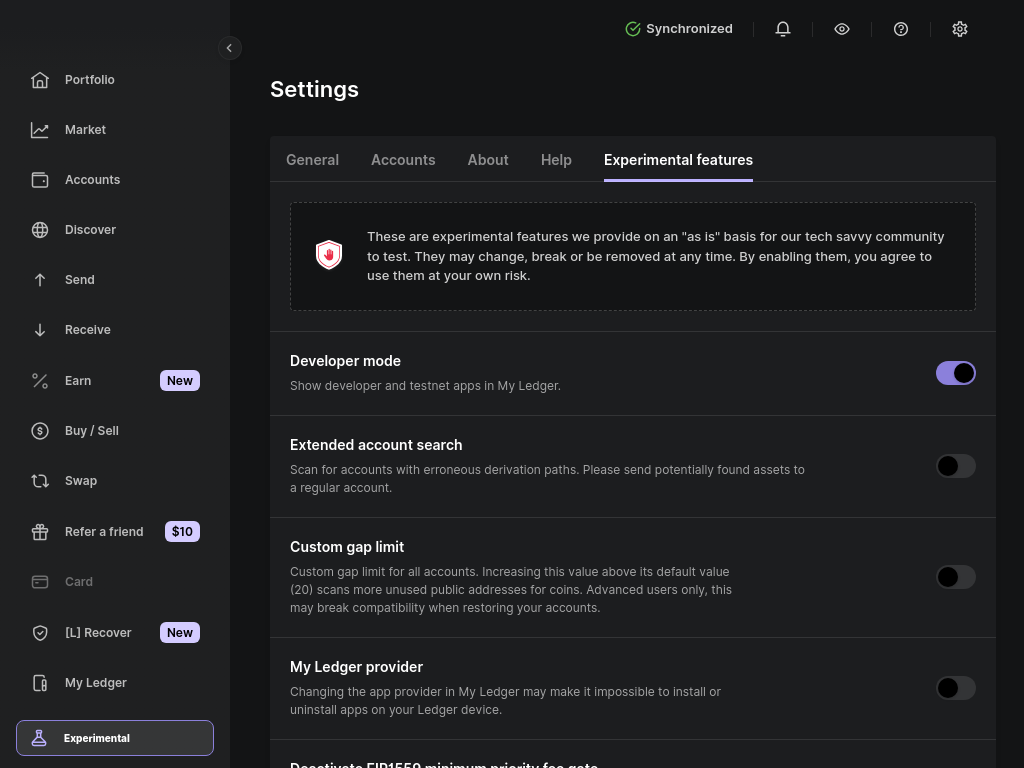 Synchronized
Portfolio
Market
Accounts
Discover
Send
Receive
Earn
New
Buy / Sell
Swap
Refer a friend
$10
Card
[L] Recover
New
My Ledger
Experimental
Settings
General
Accounts
About
Help
Experimental features
These are experimental features we provide on an "as is" basis for our tech savvy community
to test. They may change, break or be removed at any time. By enabling them, you agree to
use them at your own risk.
Developer mode
Show developer and testnet apps in My Ledger.
Extended account search
Scan for accounts with erroneous derivation paths. Please send potentially found assets to
a regular account.
Custom gap limit
Custom gap limit for all accounts. Increasing this value above its default value
(20) scans more unused public addresses for coins. Advanced users only, this
may break compatibility when restoring your accounts.
My Ledger provider
Changing the app provider in My Ledger may make it impossible to install or
uninstall apps on your Ledger device.
Deactivate EIP1559 minimum priority fee gate